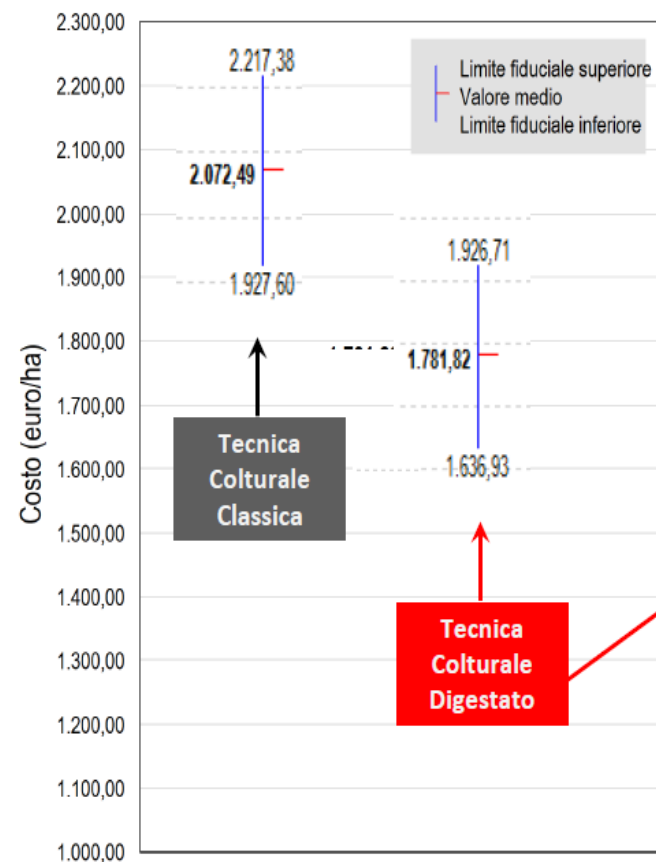 Costo (euro/ha)
2.300,00
2.200,00
2.100,00
2.000,00
1.900,00
1.800,00
1.700,00
1.600,00
1.500,00
1.400,00
1.300,00
1.200,00
1.100,00
1.000,00
Limite fiduciale superiore
Valore medio
Limite fiduciale inferiore
2.217,38
2.072,49
1.927,60
Tecnica
Colturale
Classica
1.926,71
1.781,82
1.636,93
Tecnica
Colturale
Digestato